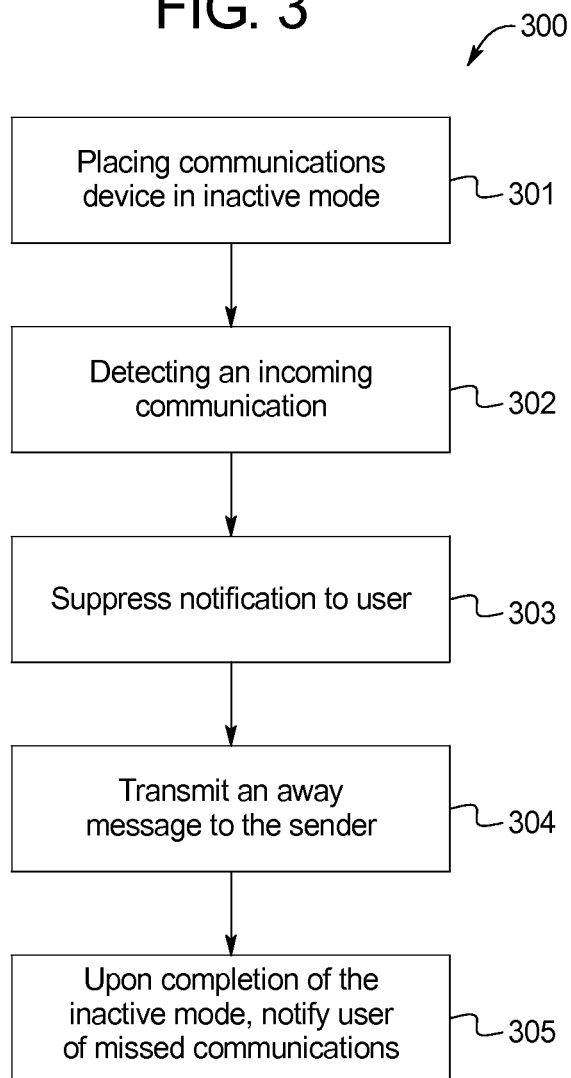 FIG. 3
300
Placing communications
device in inactive mode
301
Detecting an incoming
communication
302
Suppress notification to user
303
Transmit an away
message to the sender
304
Upon completion of the
inactive mode, notify user
of missed communications
305